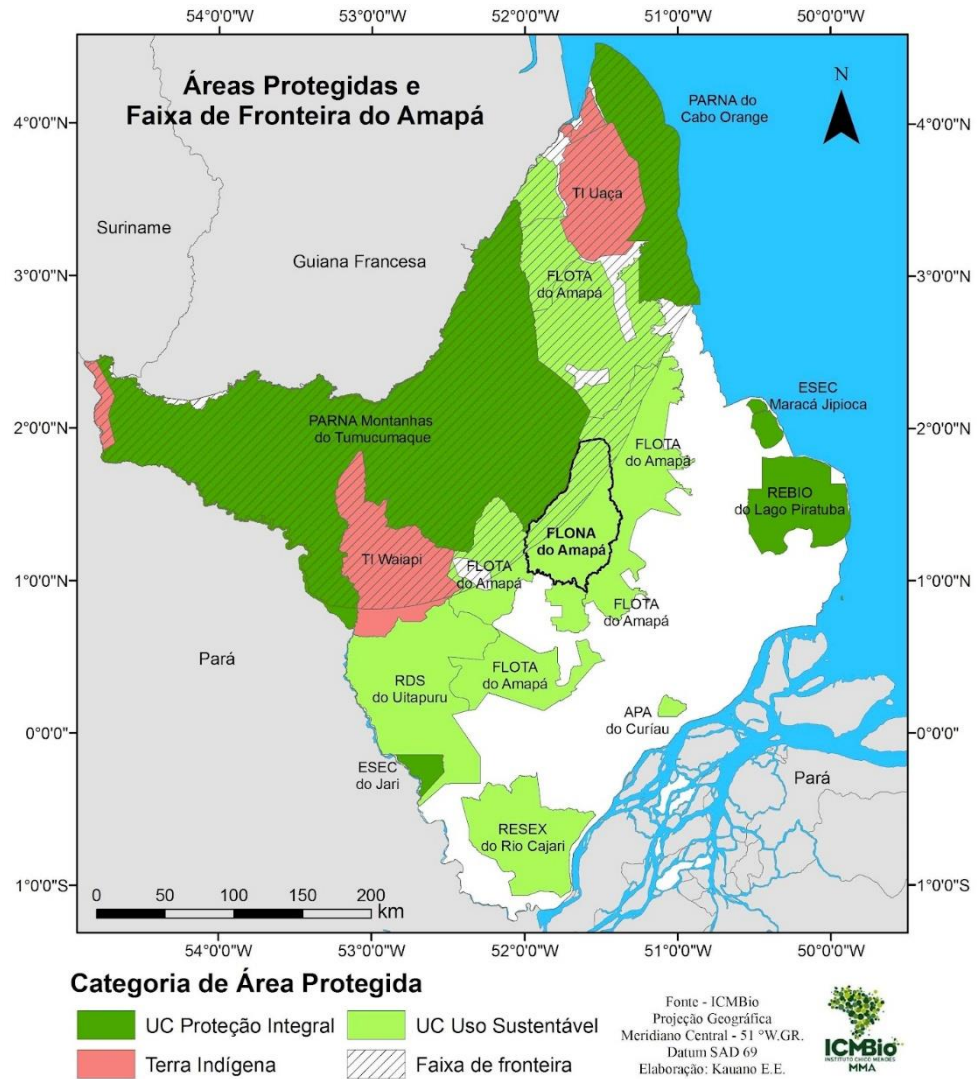 54°0'0"W 53°0'0"W 52°0'0"W 51°0'0"W 50°0'0"W
Áreas Protegidas e
Faixa de Fronteira do Amapá
N
PARNA do
Cabo Orange
4°0'0"N
4°0'0"N
TI Uaça
Suriname
Guiana Francesa
3°0'0"N
3°0'0"N
FLOTA
do Amapá
ESEC
Maracá Jipioca
PARNA Montanhas
do Tumucumaque
2°0'0"N
2°0'0"N
FLOTA
do Amapá
REBIO
do Lago Piratuba
FLONA
do Amapá
TI Waiapi
FLOTA
do Amapá
1°0'0"N
1°0'0"N
FLOTA
do Amapá
Pará
RDS
do Uitapuru
FLOTA
do Amapá
APA
do Curíau
0°0'0"
0°0'0"
ESEC
do Jari
Pará
RESEX
do Rio Cajari
1°0'0"S
1°0'0"S
0 50 100 150 200
km
54°0'0"W 53°0'0"W 52°0'0"W 51°0'0"W 50°0'0"W
Categoria de Área Protegida
UC Proteção Integral
UC Uso Sustentável
Terra Indígena
Faixa de fronteira
Fonte - ICMBio
Projeção Geográfica
Meridiano Central - 51 °W.GR.
Datum SAD 69
Elaboração: Kauano E.E.
ICMBio
INSTITUTO CHICO MENDES
MMA